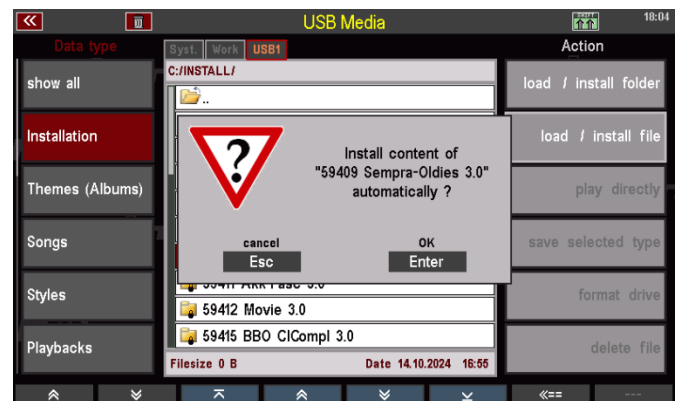 USB Media
SHIFT
18:04
Data type
Syst.
Work
USB1
Action
C:/INSTALL/
show all
..
load / install folder
Installation
Install content of
"59409 Sempra-Oldies 3.0"
automatically ?
load / install file
Themes (Albums)
play directly
Songs
cancel
OK
Esc
Enter
save selected type
Styles
59412 Movie 3.0
format drive
Playbacks
59415 BBO ClCompl 3.0
delete file
Filesize 0 B
Date 14.10.2024 16:55
«==
---